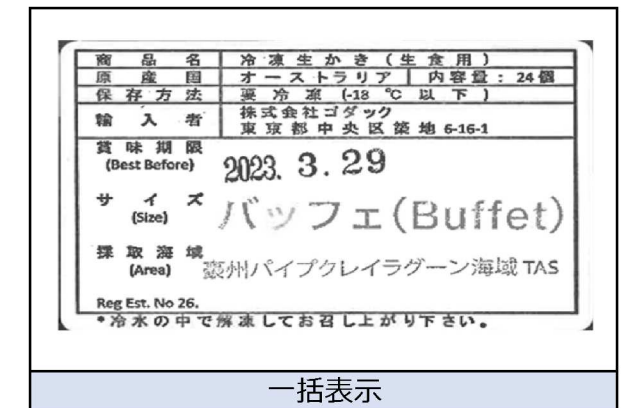 商品名 冷凍生かき(生食用)
原産国 オーストラリア 内容量：24個
保存方法 要冷凍 (-18 ℃ 以下)
輸入者 株式会社ゴダック
東京都中央区築地 6-16-1
賞味期限
(Best Before) 2023. 3. 29
サイズ
(Size) バッフェ(Buffet)
採取海域
(Area) 豪州パイプクレイラグーン海域 TAS
Reg Est. No 26.
*冷水の中で解凍してお召し上がり下さい。
一括表示